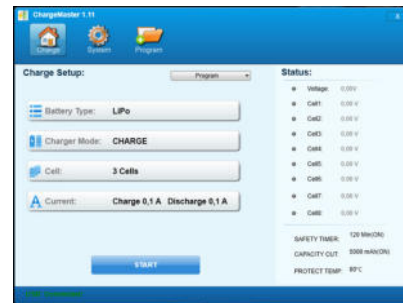 ChargeMaster 1.11
Charge
System
Program
Charge Setup:
Program
Status:
Battery Type: LiPo
Charger Mode: CHARGE
Cell: 3 Cells
Current: Charge 0,1 A Discharge 0,1 A
START
Voltage: 0,00V
Cell1: 0,00 V
Cell2: 0,00 V
Cell3: 0,00 V
Cell4: 0,00 V
Cell5: 0,00 V
Cell6: 0,00 V
Cell7: 0,00 V
Cell8: 0,00 V
SAFETY TIMER: 120 Min(ON)
CAPACITY CUT: 5000 mAh(ON)
PROTECT TEMP: 80°C